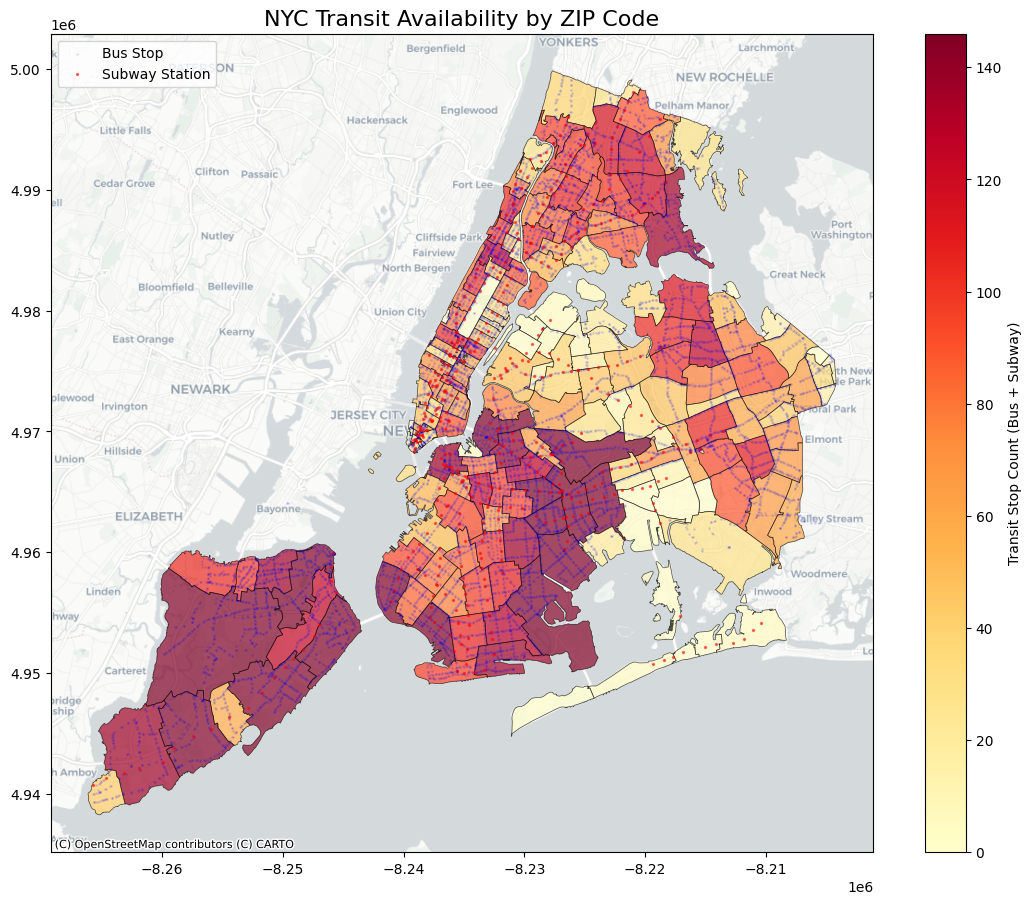 NYC Transit Availability by ZIP Code
1e6
Bus Stop
Subway Station
5.00
4.99
4.98
4.97
4.96
4.95
4.94
YONKERS
Bergenfield
Larchmont
NEW ROCHELLE
Pelham Manor
Englewood
Hackensack
Little Falls
Clifton
Passaic
Cedar Grove
Fort Lee
Nutley
Cliffside Park
Fairview
North Bergen
Port
Washington
Great Neck
Bloomfield
Belleville
Union City
Kearny
East Orange
NEWARK
Irvington
JERSEY CITY
Hillside
Union
Elmont
ELIZABETH
Bayonne
Valley Stream
Woodmere
Linden
Inwood
Carteret
(C) OpenStreetMap contributors (C) CARTO
−8.26
−8.25
−8.24
−8.23
−8.22
−8.21
1e6
140
120
100
80
60
40
20
0
Transit Stop Count (Bus + Subway)